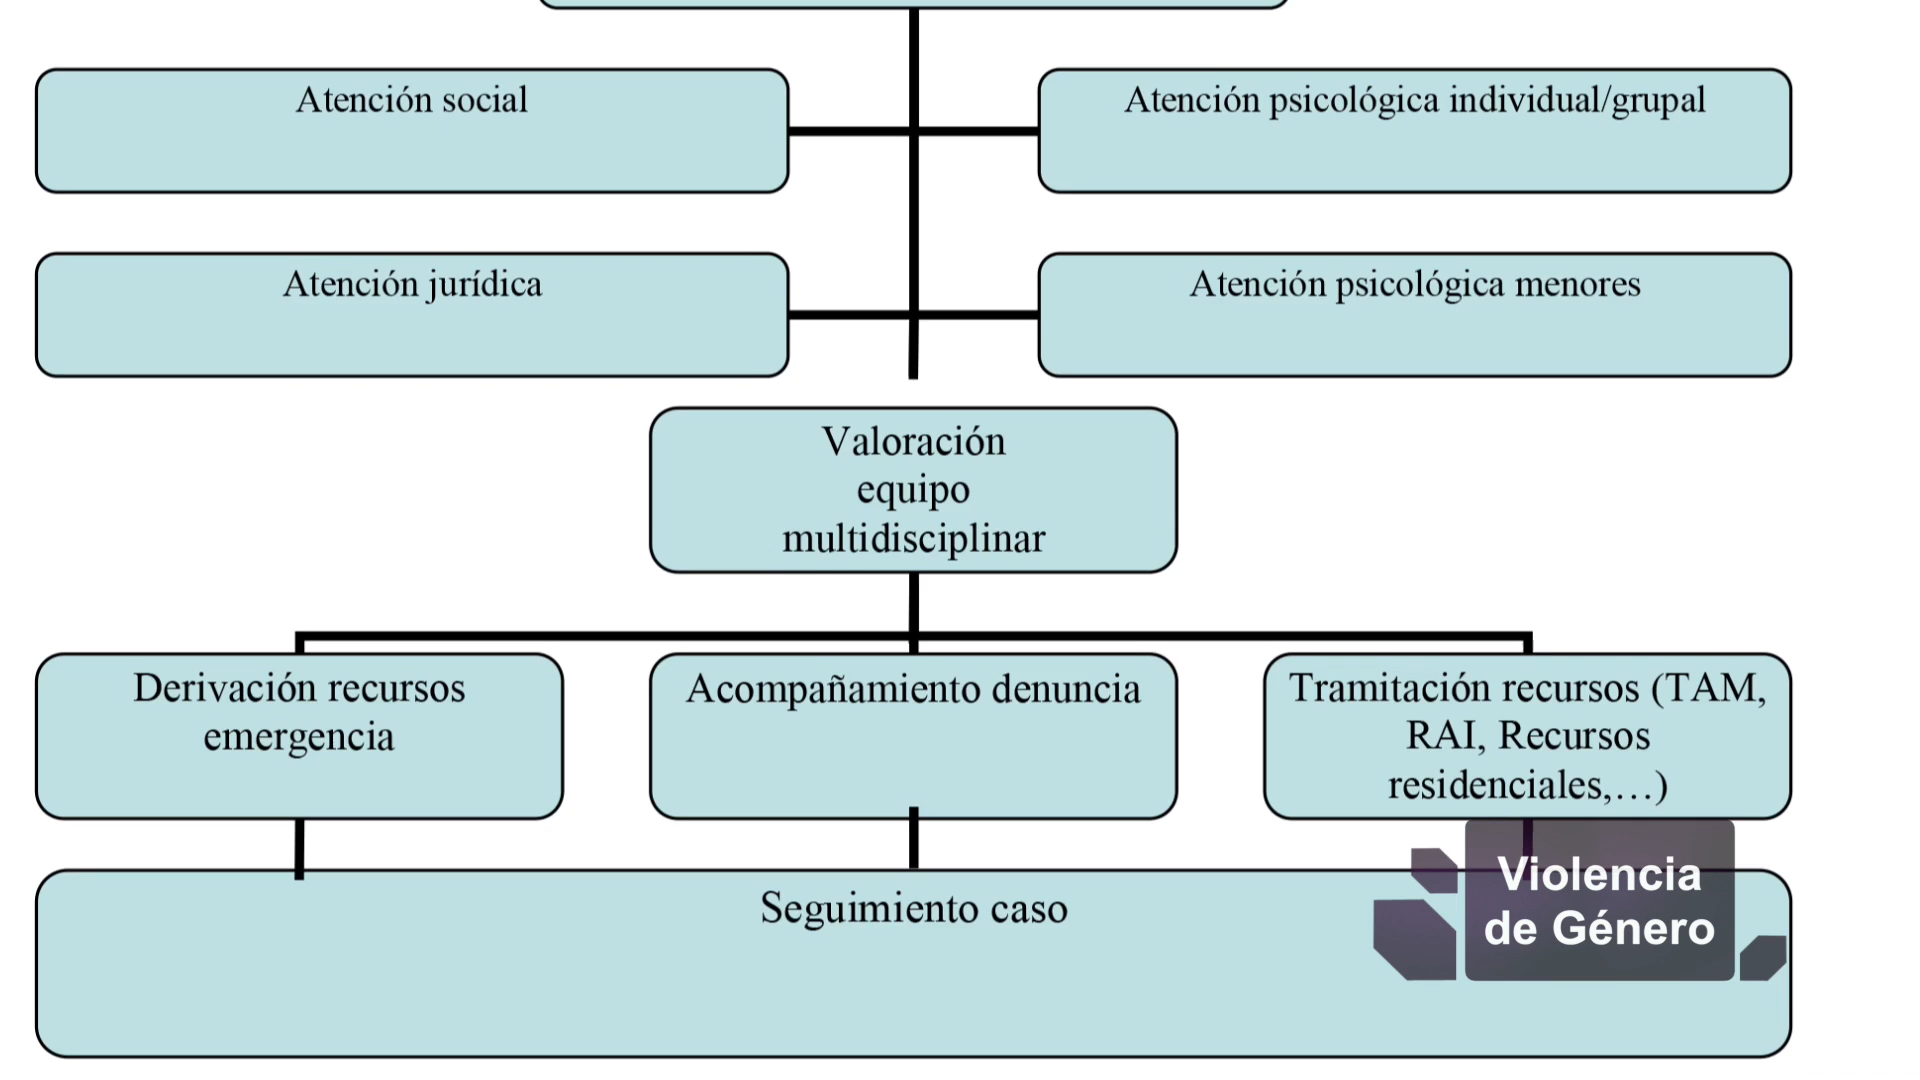 Atención social
Atención psicológica individual/grupal
Atención jurídica
Atención psicológica menores
Valoración
equipo
multidisciplinar
Derivación recursos
emergencia
Acompañamiento denuncia
Tramitación recursos (TAM,
RAI, Recursos
residenciales,…)
Seguimiento caso
Violencia
de Género